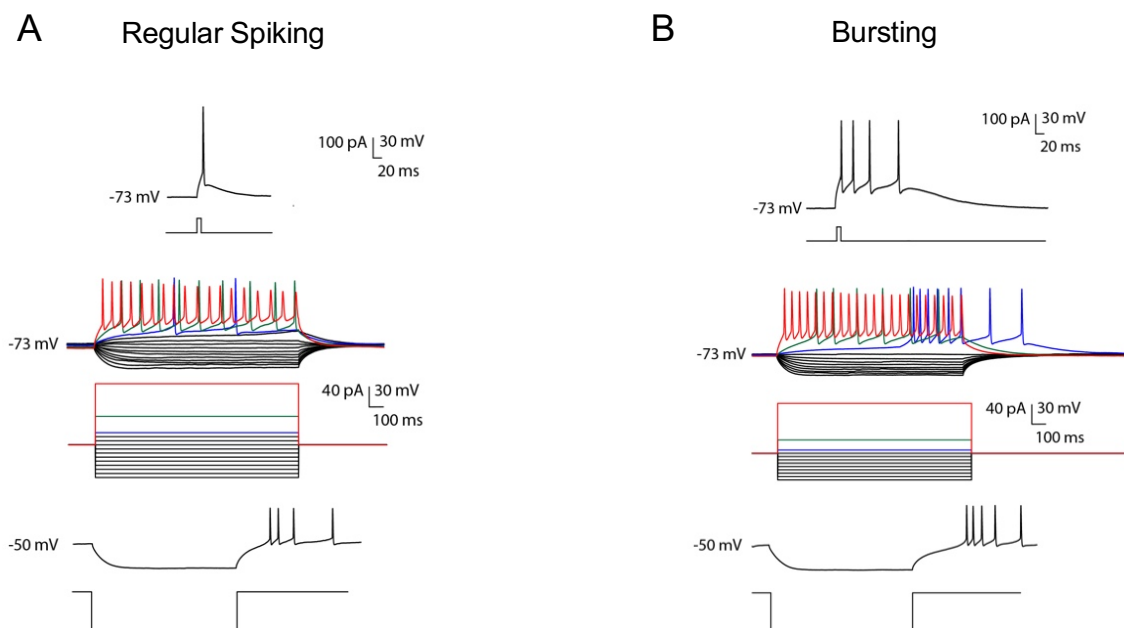 A Regular Spiking
100 pA 30 mV
20 ms
-73 mV
-73 mV
40 pA 30 mV
100 ms
-50 mV
B Bursting
100 pA 30 mV
20 ms
-73 mV
-73 mV
40 pA 30 mV
100 ms
-50 mV